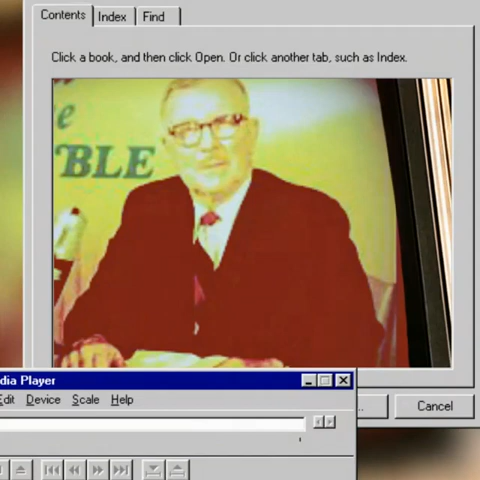 Contents Index Find
Click a book, and then click Open. Or click another tab, such as Index.
BLE
dia Player
Edit Device Scale Help
... Cancel